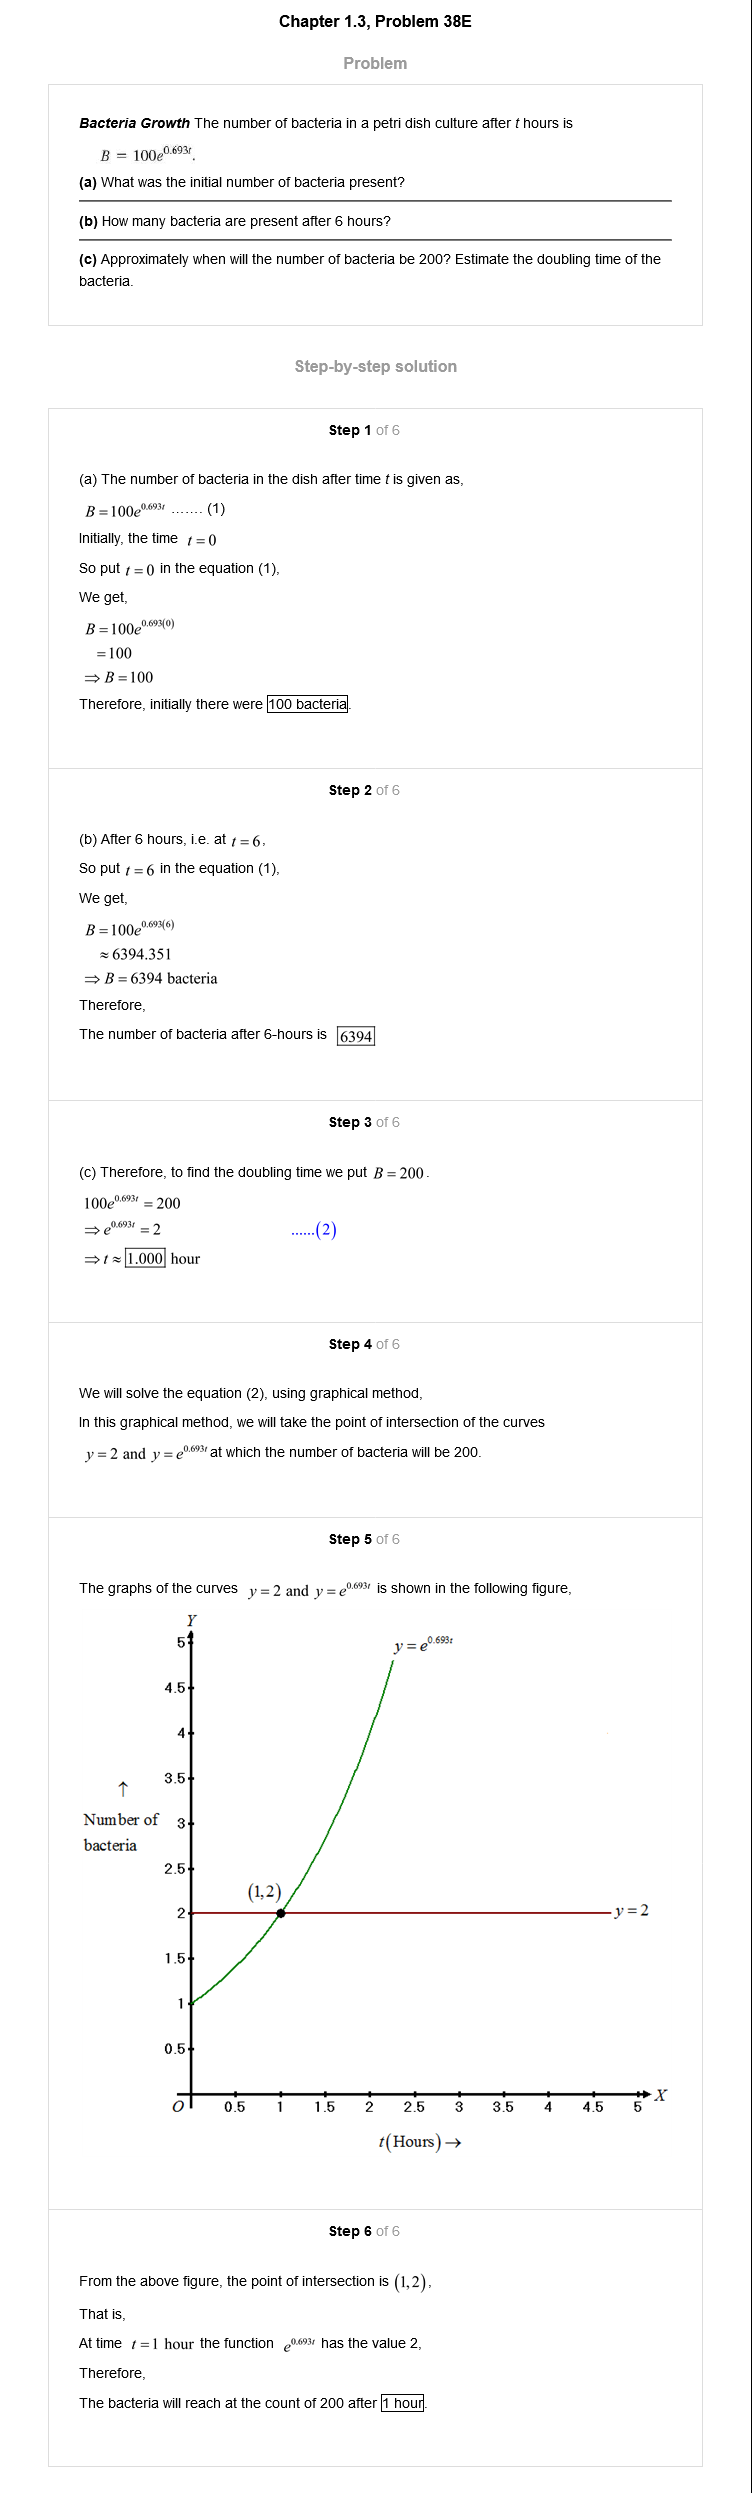 Chapter 1.3, Problem 38E
Problem
Bacteria Growth The number of bacteria in a petri dish culture after t hours is
B = 100e^{0.693t}.
(a) What was the initial number of bacteria present?
(b) How many bacteria are present after 6 hours?
(c) Approximately when will the number of bacteria be 200? Estimate the doubling time of the
bacteria.
Step-by-step solution
Step 1 of 6
(a) The number of bacteria in the dish after time t is given as,
B = 100e^{0.693t} ....... (1)
Initially, the time t = 0
So put t = 0 in the equation (1),
We get,
B = 100e^{0.693(0)}
= 100
⇒ B = 100
Therefore, initially there were 100 bacteria.
Step 2 of 6
(b) After 6 hours, i.e. at t = 6,
So put t = 6 in the equation (1),
We get,
B = 100e^{0.693(6)}
≈ 6394.351
⇒ B = 6394 bacteria
Therefore,
The number of bacteria after 6-hours is 6394
Step 3 of 6
(c) Therefore, to find the doubling time we put B = 200.
100e^{0.693t} = 200
⇒ e^{0.693t} = 2 ......(2)
⇒ t ≈ 1.000 hour
Step 4 of 6
We will solve the equation (2), using graphical method,
In this graphical method, we will take the point of intersection of the curves
y = 2 and y = e^{0.693t} at which the number of bacteria will be 200.
Step 5 of 6
The graphs of the curves y = 2 and y = e^{0.693t} is shown in the following figure,
Y
5
y = e^{0.693t}
4.5
4
3.5
↑
Number of
bacteria
3
2.5
(1,2)
2
y = 2
1.5
1
0.5
X
O 0.5 1 1.5 2 2.5 3 3.5 4 4.5 5
t(Hours) →
Step 6 of 6
From the above figure, the point of intersection is (1,2),
That is,
At time t = 1 hour the function e^{0.693t} has the value 2,
Therefore,
The bacteria will reach at the count of 200 after 1 hour.